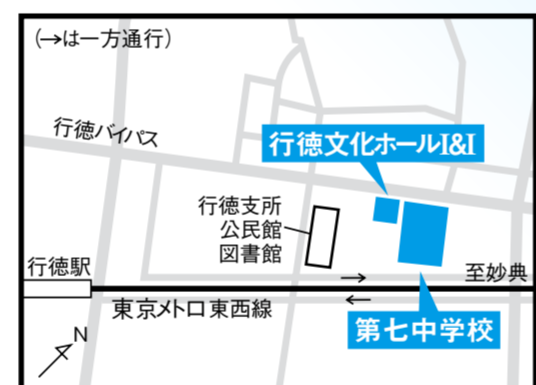 (→は一方通行)
行徳バイパス
行徳文化ホールI&I
行徳支所
公民館
図書館
行徳駅
至妙典
東京メトロ東西線
第七中学校
N